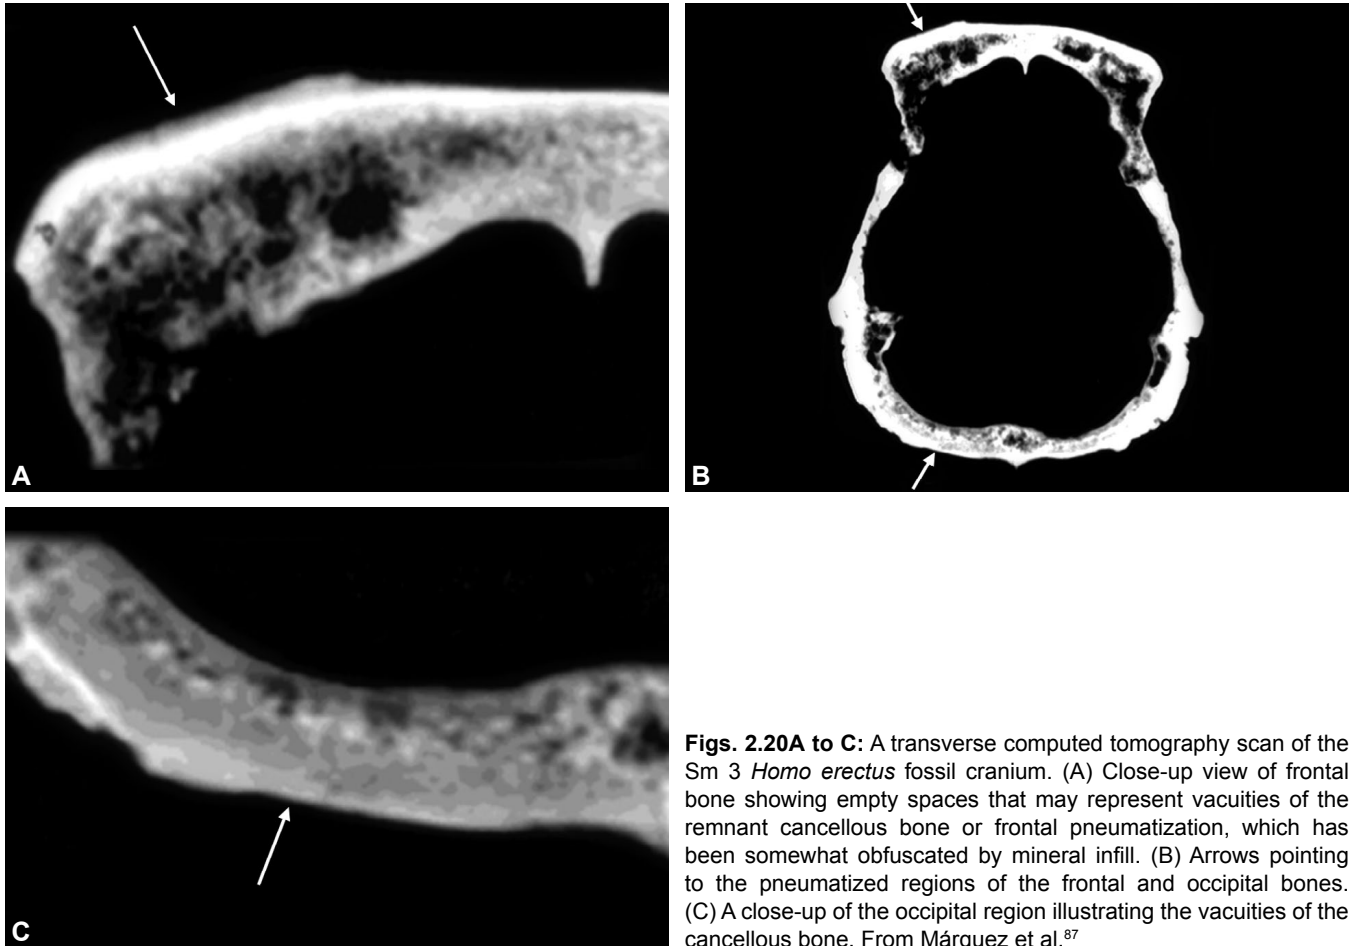 A
B
C
Figs. 2.20A to C: A transverse computed tomography scan of the
Sm 3 Homo erectus fossil cranium. (A) Close-up view of frontal
bone showing empty spaces that may represent vacuities of the
remnant cancellous bone or frontal pneumatization, which has
been somewhat obfuscated by mineral infill. (B) Arrows pointing
to the pneumatized regions of the frontal and occipital bones.
(C) A close-up of the occipital region illustrating the vacuities of the
cancellous bone. From Márquez et al.87